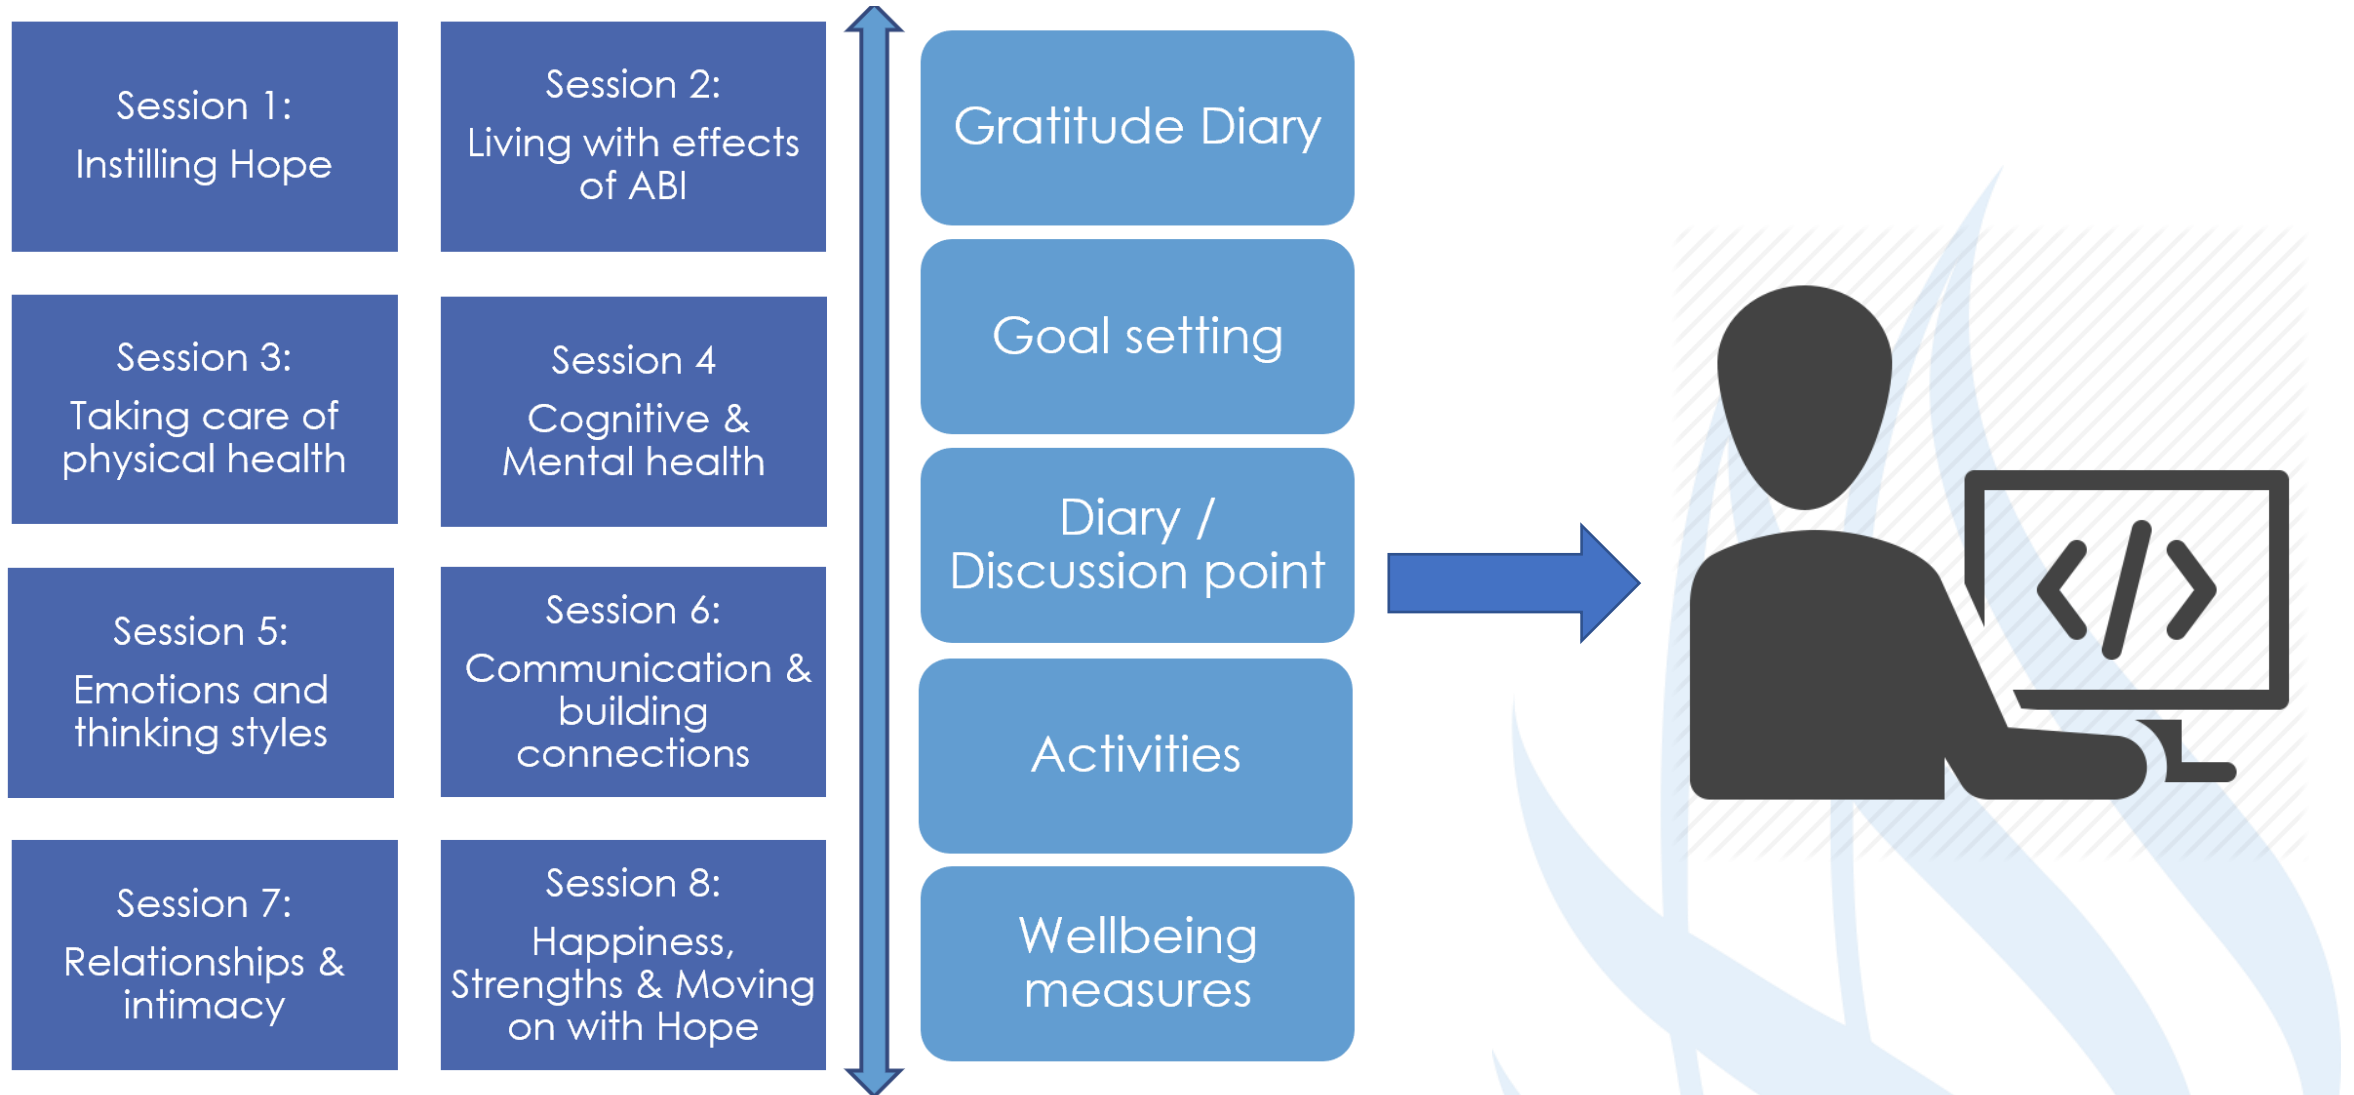 Session 1:
Instilling Hope
Session 2:
Living with effects
of ABI
Session 3:
Taking care of
physical health
Session 4
Cognitive &
Mental health
Session 5:
Emotions and
thinking styles
Session 6:
Communication &
building
connections
Session 7:
Relationships &
intimacy
Session 8:
Happiness,
Strengths & Moving
on with Hope
Gratitude Diary
Goal setting
Diary /
Discussion point
Activities
Wellbeing
measures